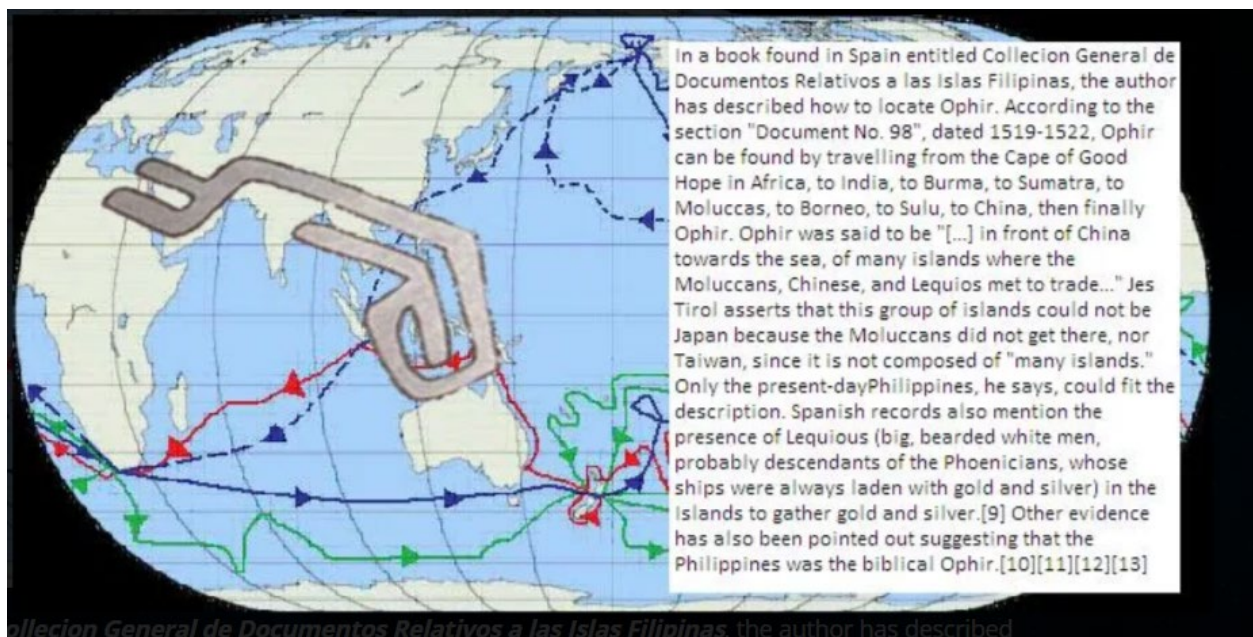 In a book found in Spain entitled Collecion General de
Documentos Relativos a las Islas Filipinas, the author
has described how to locate Ophir. According to the
section "Document No. 98", dated 1519-1522, Ophir
can be found by travelling from the Cape of Good
Hope in Africa, to India, to Burma, to Sumatra, to
Moluccas, to Borneo, to Sulu, to China, then finally
Ophir. Ophir was said to be "[...] in front of China
towards the sea, of many islands where the
Moluccans, Chinese, and Lequios met to trade..." Jes
Tirol asserts that this group of islands could not be
Japan because the Moluccans did not get there, nor
Taiwan, since it is not composed of "many islands."
Only the present-dayPhilippines, he says, could fit the
description. Spanish records also mention the
presence of Lequious (big, bearded white men,
probably descendants of the Phoenicians, whose
ships were always laden with gold and silver) in the
Islands to gather gold and silver.[9] Other evidence
has also been pointed out suggesting that the
Philippines was the biblical Ophir.[10][11][12][13]
ollecion General de Documentos Relativos a las Islas Filipinas, the author has described